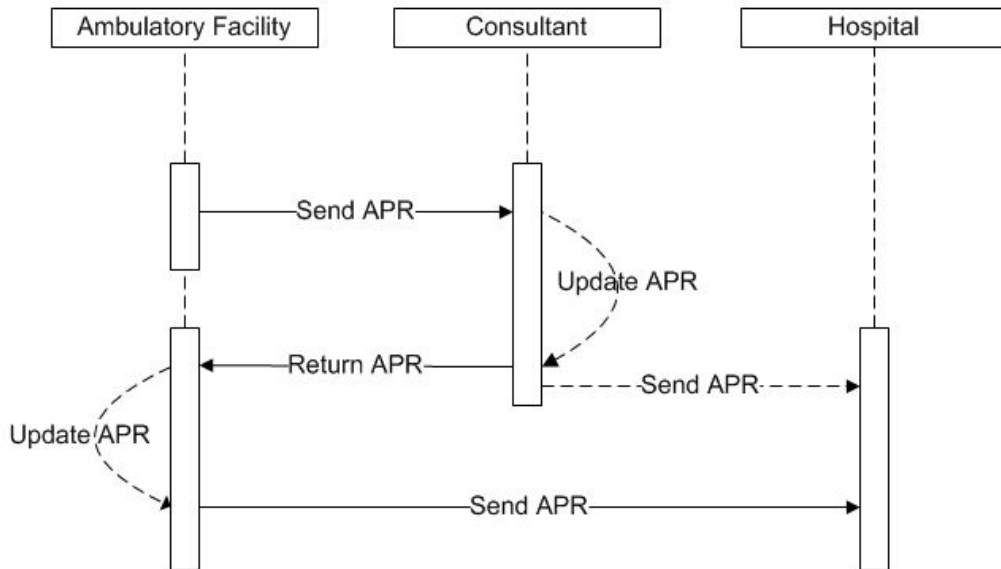 Ambulatory Facility
Consultant
Hospital
Send APR
Update APR
Return APR
Send APR
Update APR
Send APR